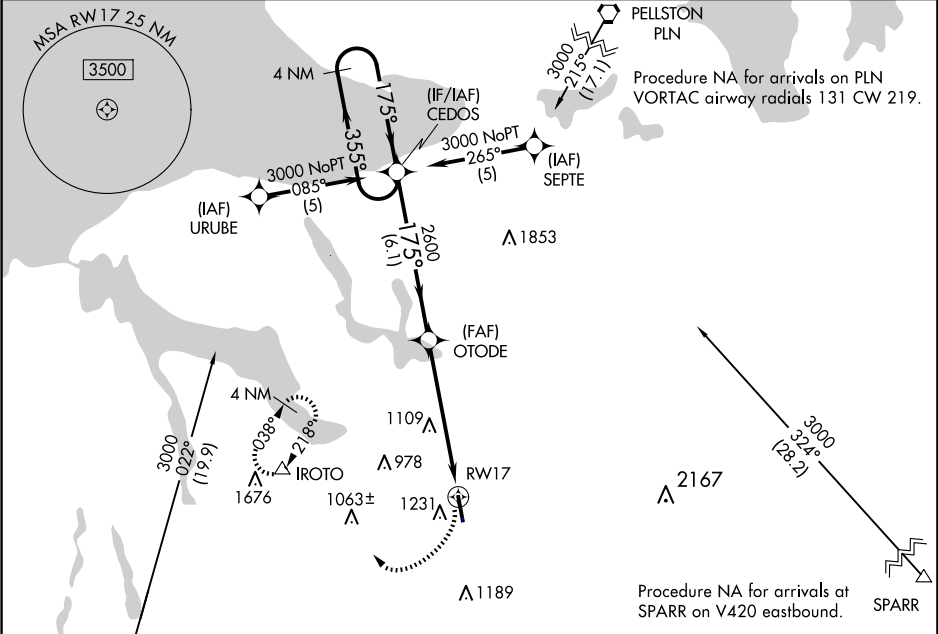 MSA RW17 25 NM
3500
4 NM
175°
355°
(IF/IAF)
CEDOS
3000
215°
(17.1)
PELLSTON
PLN
Procedure NA for arrivals on PLN
VORTAC airway radials 131 CW 219.
3000 NoPT
265°
(5)
(IAF)
SEPTE
3000 NoPT
085°
(5)
(IAF)
URUBE
2600
175°
(6.1)
1853
(FAF)
OTODE
3000
022°
(19.9)
4 NM
038°
218°
IROTO
1676
1109
978
1063±
1231
RW17
2167
3000
324°
(28.2)
1189
Procedure NA for arrivals at
SPARR on V420 eastbound.
SPARR